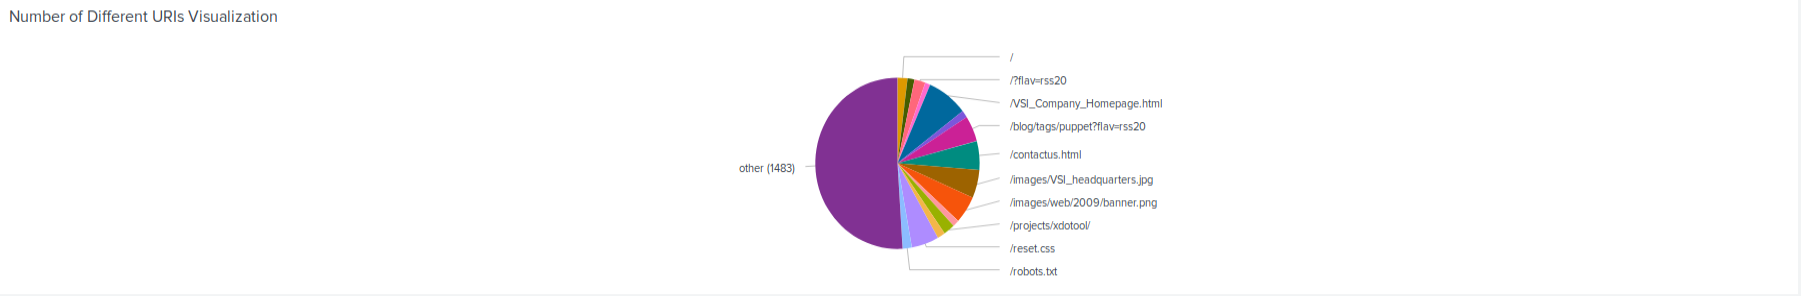 Number of Different URIs Visualization
/
/?flav=rss20
/VSI_Company_Homepage.html
/blog/tags/puppet?flav=rss20
/contactus.html
other (1483)
/images/VSI_headquarters.jpg
/images/web/2009/banner.png
/projects/xdotool/
/reset.css
/robots.txt